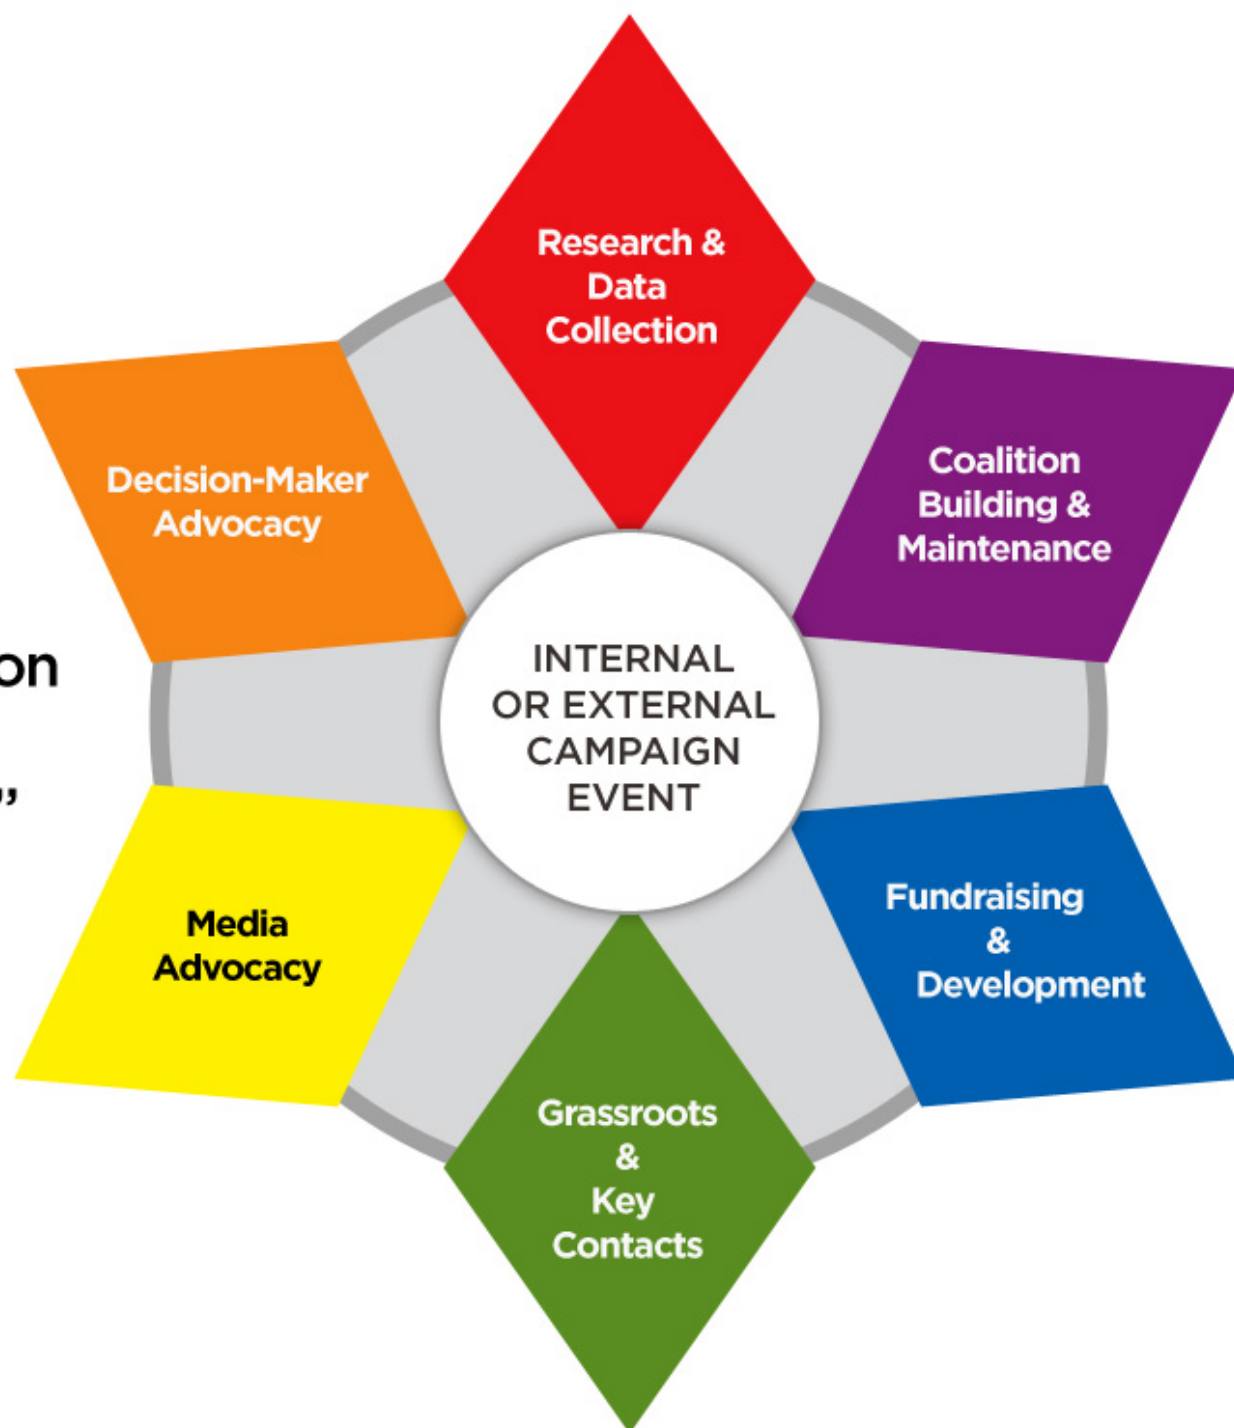 Research &
Data
Collection
Coalition
Building &
Maintenance
Decision-Maker
Advocacy
on
”
INTERNAL
OR EXTERNAL
CAMPAIGN
EVENT
Fundraising
&
Development
Media
Advocacy
Grassroots
&
Key
Contacts